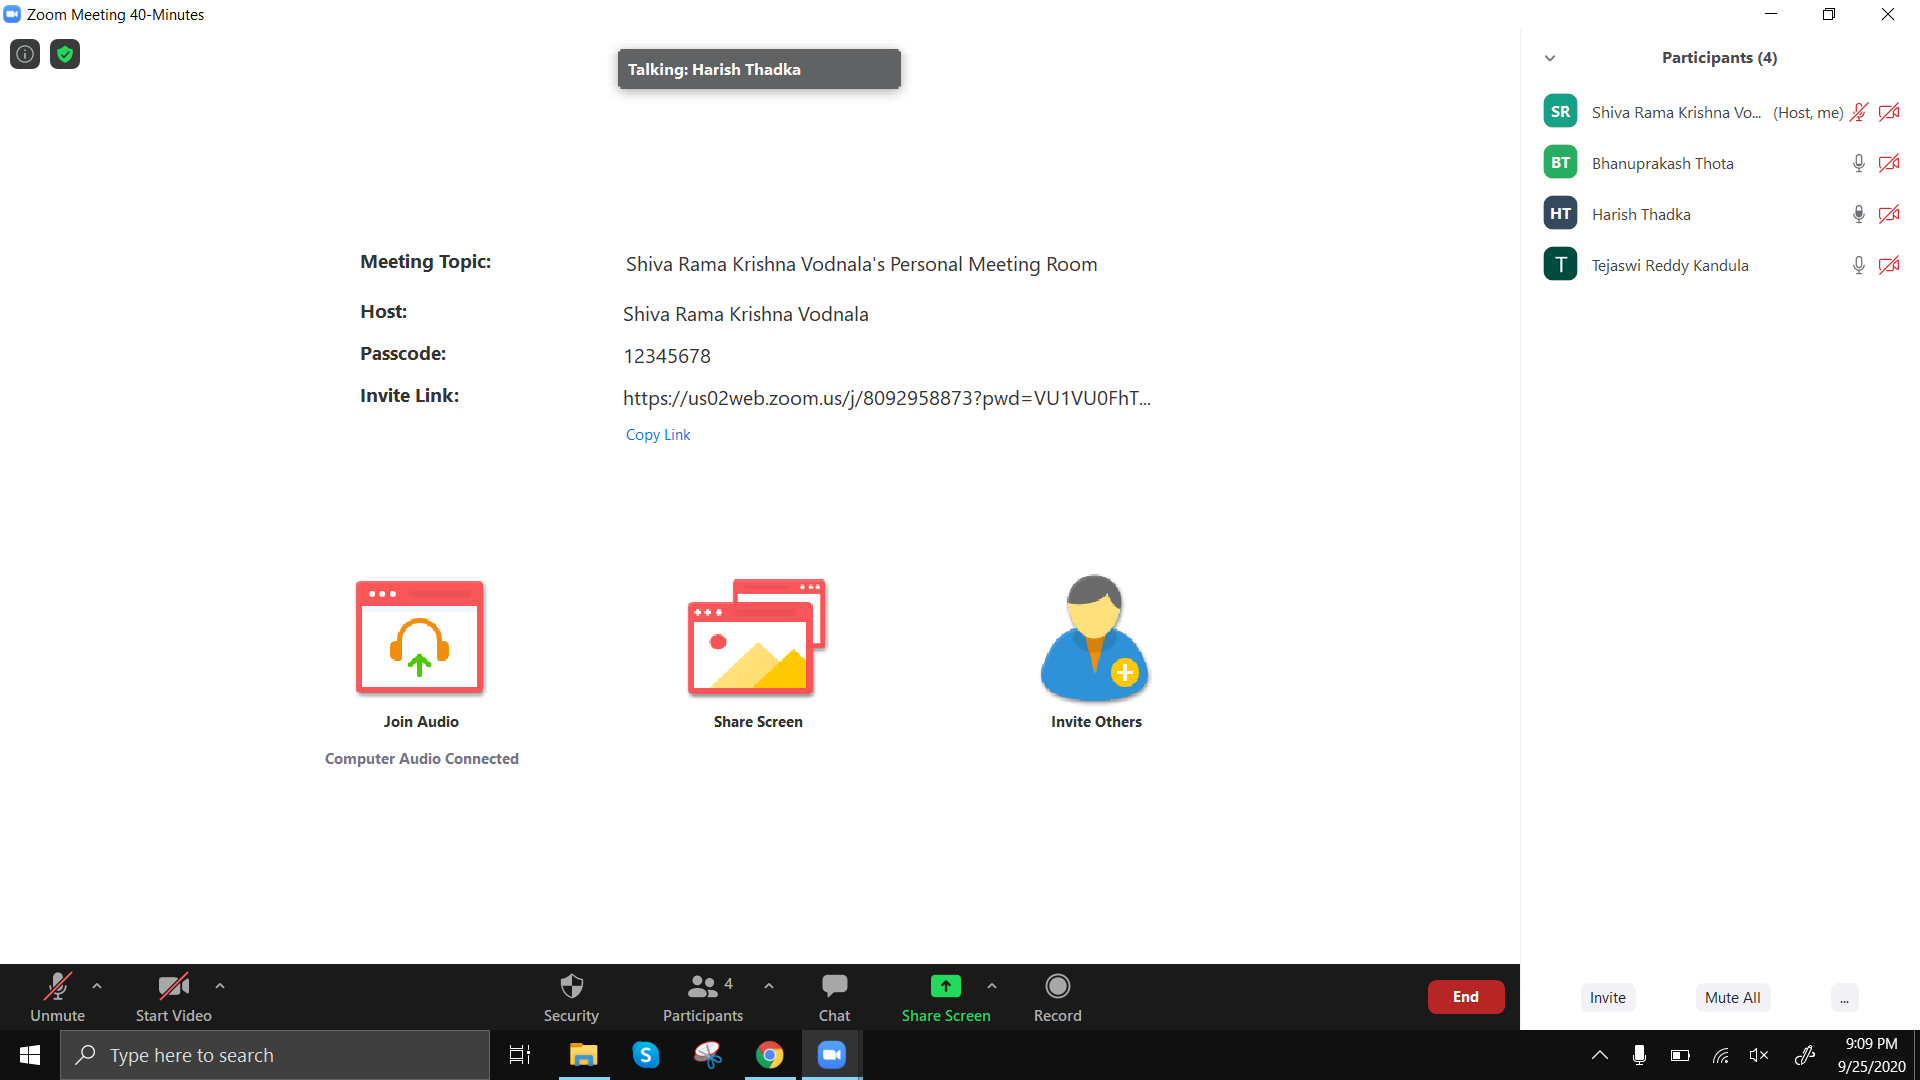 Zoom Meeting 40-Minutes
Talking: Harish Thadka
Meeting Topic: Shiva Rama Krishna Vodnala's Personal Meeting Room
Host: Shiva Rama Krishna Vodnala
Passcode: 12345678
Invite Link: https://us02web.zoom.us/j/8092958873?pwd=VU1VU0FhT...
Copy Link
Join Audio
Share Screen
Invite Others
Computer Audio Connected
Participants (4)
SR Shiva Rama Krishna Vo... (Host, me)
BT Bhanuprakash Thota
HT Harish Thadka
T Tejaswi Reddy Kandula
Invite
Mute All
...
Unmute
Start Video
Security
4
Participants
Chat
Share Screen
Record
End
Type here to search
S
9:09 PM
9/25/2020